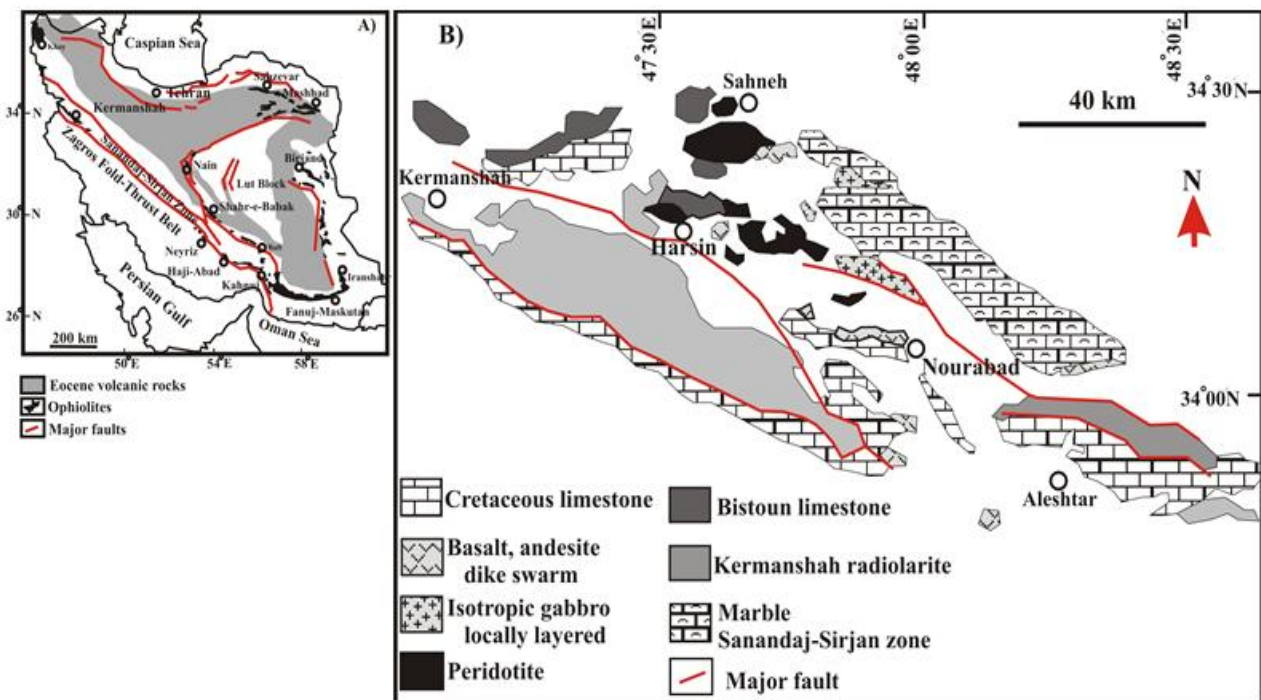 A)
Caspian Sea
Khoy
Tehran
Sabzevar
Mashhad
34° N
Kermanshah
Sanandaj-Sirjan Zone
Zagros Fold-Thrust Belt
Nain
Birjand
Lut Block
30° N
Shahr-e-Babak
Neyriz
Baft
Haji-Abad
Kahnuj
Iranshahr
Fanuj-Maskutan
Persian Gulf
26° N
Oman Sea
200 km
50°E
54°E
58°E
Eocene volcanic rocks
Ophiolites
Major faults
B)
47°30
48°00
48°30
34°30N
Sahneh
40 km
Kermanshah
N
Harsin
Nourabad
34°00N
Aleshtar
Cretaceous limestone
Basalt, andesite
dike swarm
Isotropic gabbro
locally layered
Peridotite
Bistoun limestone
Kermanshah radiolarite
Marble
Sanandaj-Sirjan zone
Major fault